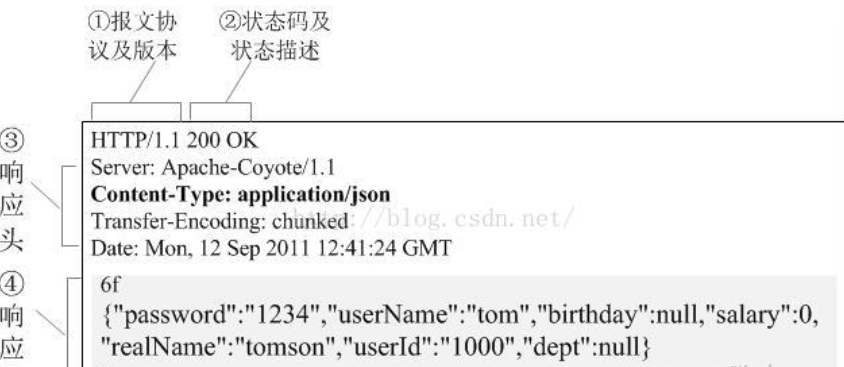 ①报文协
议及版本
②状态码及
状态描述
③
响
应
头
HTTP/1.1 200 OK
Server: Apache-Coyote/1.1
Content-Type: application/json
Transfer-Encoding: chunked
Date: Mon, 12 Sep 2011 12:41:24 GMT
http://blog.csdn.net/
④
响
应
6f
{"password":"1234","userName":"tom","birthday":null,"salary":0,
"realName":"tomson","userId":"1000","dept":null}